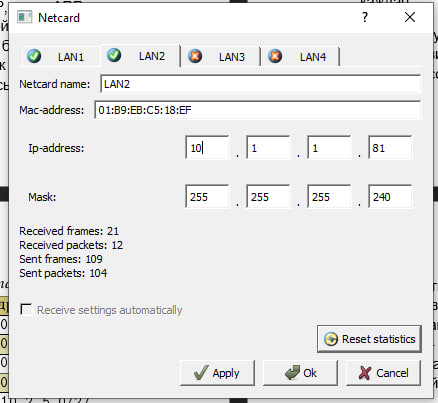 Netcard
LAN1 LAN2 LAN3 LAN4
Netcard name: LAN2
Mac-address: 01:B9:EB:C5:18:EF
Ip-address: 10 . 1 . 1 . 81
Mask: 255 . 255 . 255 . 240
Received frames: 21
Received packets: 12
Sent frames: 109
Sent packets: 104
Receive settings automatically
Reset statistics
Apply Ok Cancel